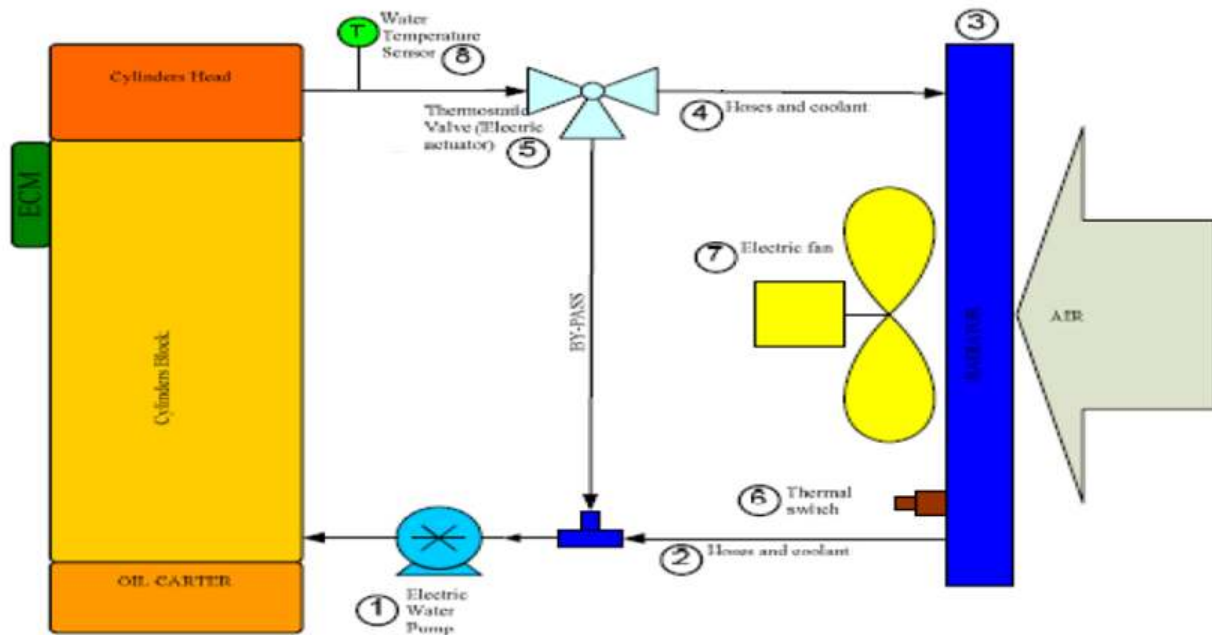 Water
Temperature
Sensor
8
T
3
Cylinders Head
Thermostatic
Valve (Electric
actuator)
5
4
Hoses and coolant
ECM
7
Electric fan
BY-PASS
RADIATOR
AIR
Cylinders Block
6
Thermal
switch
2
Hoses and coolant
OIL CARTER
1
Electric
Water
Pump